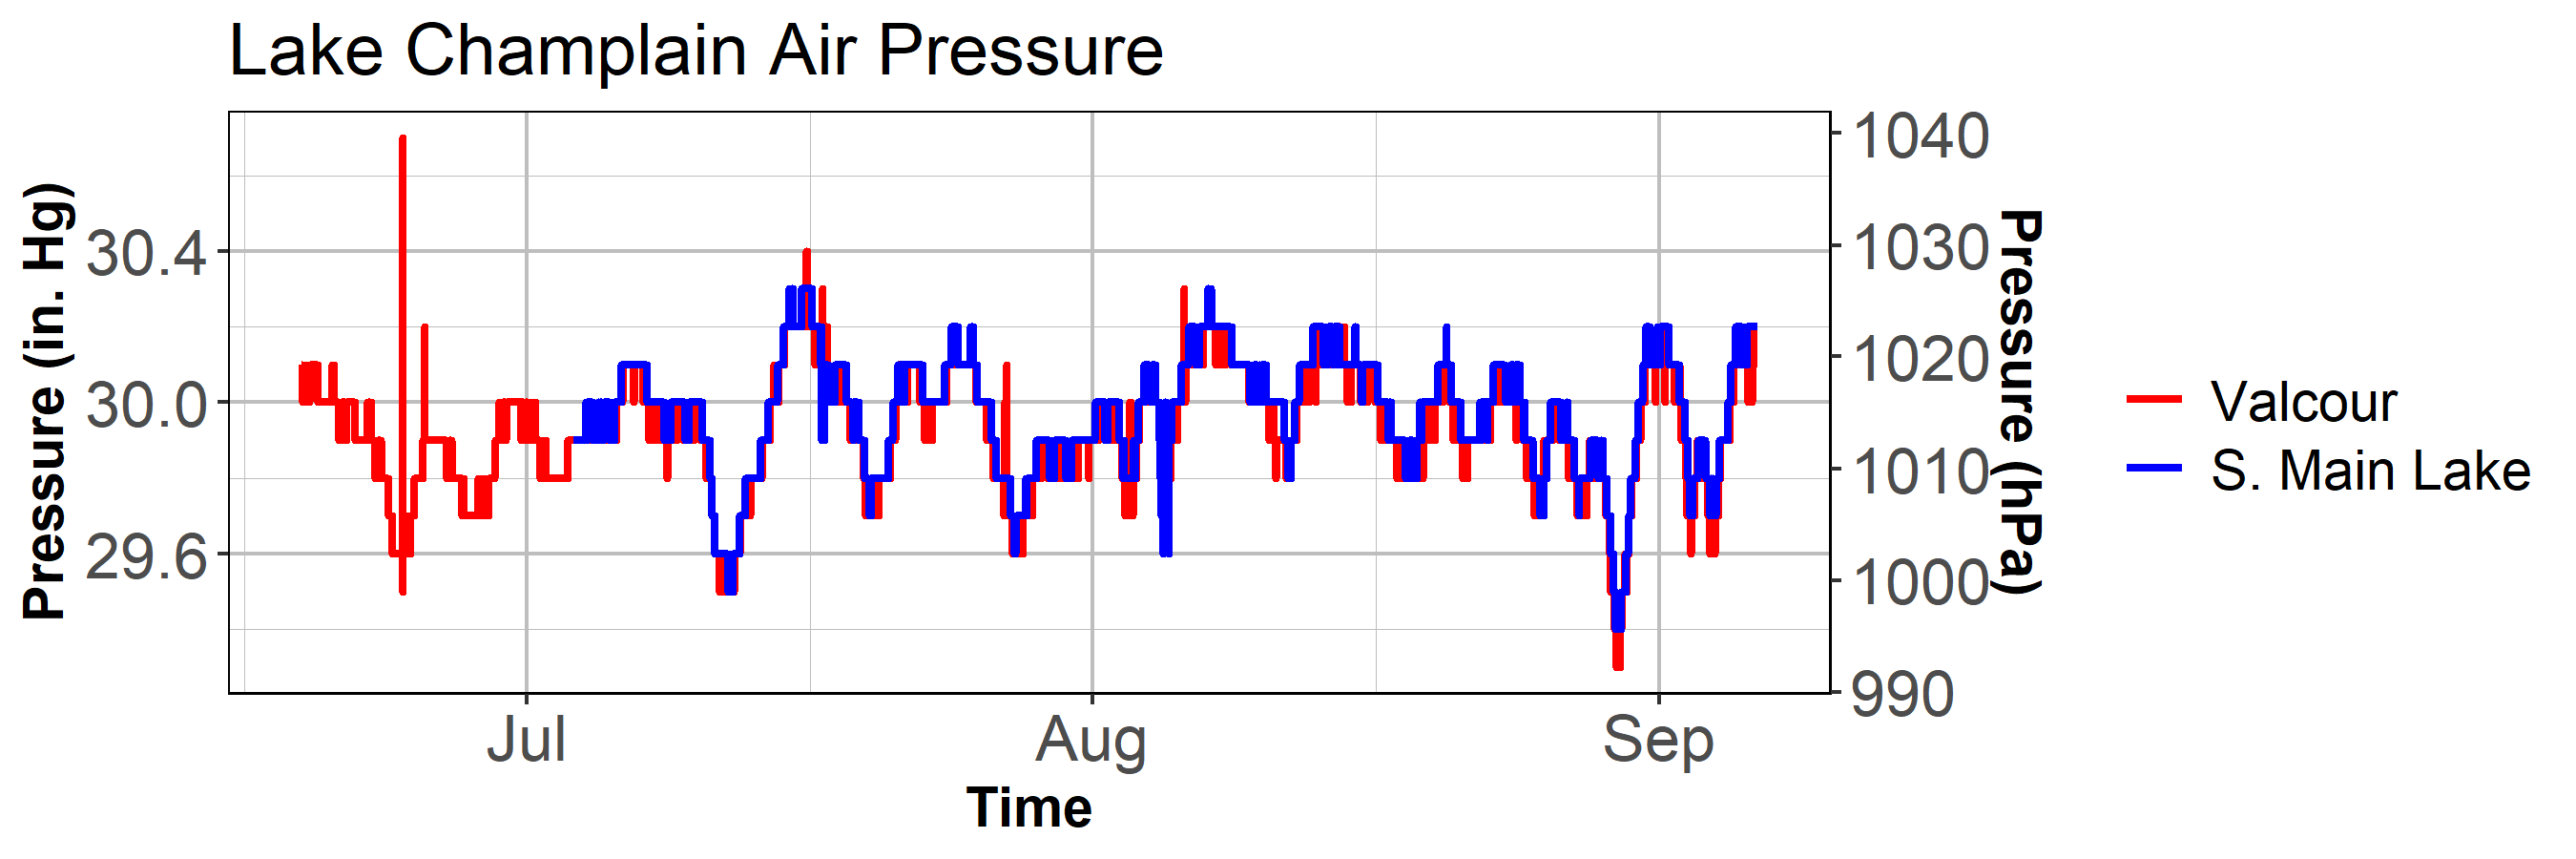 Lake Champlain Air Pressure
Pressure (in. Hg)
30.4
30.0
29.6
1040
1030
1020
1010
1000
990
Pressure (hPa)
Jul
Aug
Sep
Time
Valcour
S. Main Lake